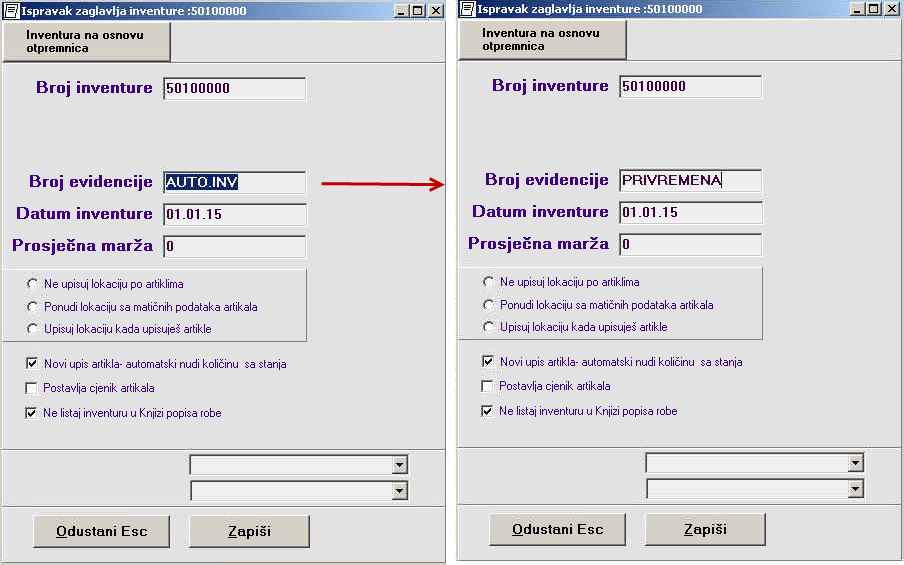 Ispravak zaglavlja inventure :50100000
Inventura na osnovu
otpremnica
Broj inventure 50100000
Broj evidencije AUTO.INV
Datum inventure 01.01.15
Prosječna marža 0
Ne upisuj lokaciju po artiklima
Ponudi lokaciju sa matičnih podataka artikala
Upisuj lokaciju kada upisuješ artikle
Novi upis artikla- automatski nudi količinu sa stanja
Postavlja cjenik artikala
Ne listaj inventuru u Knjizi popisa robe
Odustani Esc
Zapiši
Ispravak zaglavlja inventure :50100000
Inventura na osnovu
otpremnica
Broj inventure 50100000
Broj evidencije PRIVREMENA
Datum inventure 01.01.15
Prosječna marža 0
Ne upisuj lokaciju po artiklima
Ponudi lokaciju sa matičnih podataka artikala
Upisuj lokaciju kada upisuješ artikle
Novi upis artikla- automatski nudi količinu sa stanja
Postavlja cjenik artikala
Ne listaj inventuru u Knjizi popisa robe
Odustani Esc
Zapiši